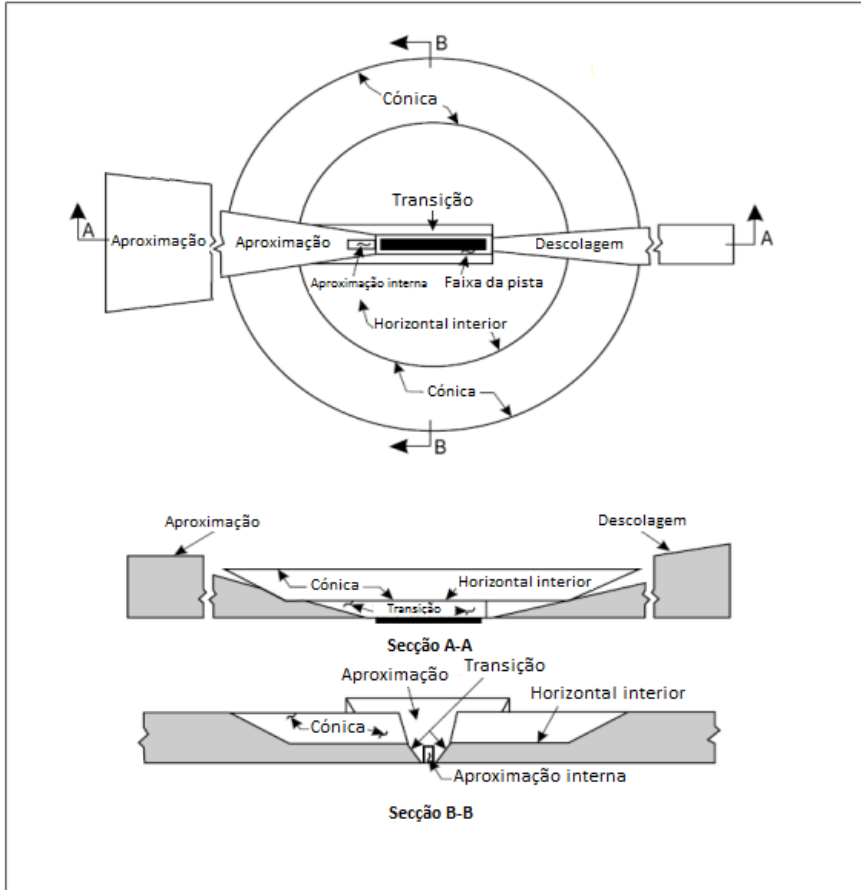 B
Cónica
Transição
A
Aproximação
Aproximação
Descolagem
A
Aproximação interna
Faixa da pista
Horizontal interior
Cónica
B
Aproximação
Descolagem
Cónica
Horizontal interior
Transição
Secção A-A
Transição
Aproximação
Horizontal interior
Cónica
Aproximação interna
Secção B-B